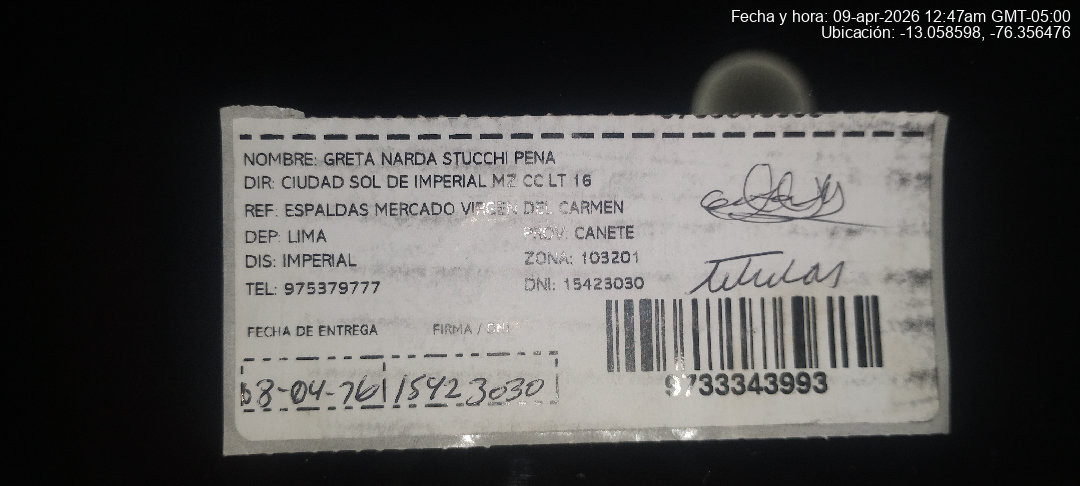 Fecha y hora: 09-apr-2026 12:47am GMT-05:00
Ubicación: -13.058598, -76.356476
NOMBRE: GRETA NARDA STUCCHI PENA
DIR: CIUDAD SOL DE IMPERIAL MZ CC LT 16
REF: ESPALDAS MERCADO VIRGEN DEL CARMEN
DEP: LIMA PROV: CANETE
DIS: IMPERIAL ZONA: 103201
TEL: 975379777 DNI: 15423030
titular
FECHA DE ENTREGA FIRMA / DNI
08-04-26 15423030
9733343993